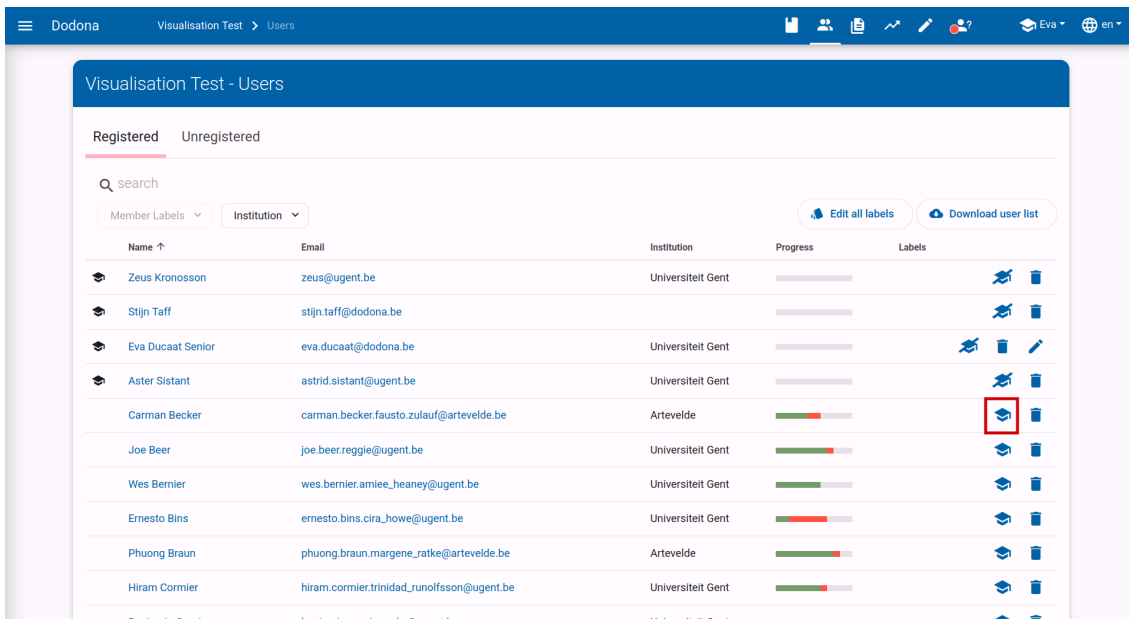 Dodona Visualisation Test > Users ? Eva en
Visualisation Test - Users
Registered Unregistered
search
Member Labels Institution Edit all labels Download user list
Name ↑ Email Institution Progress Labels
Zeus Kronosson zeus@ugent.be Universiteit Gent
Stijn Taff stijn.taff@dodona.be
Eva Ducaat Senior eva.ducaat@dodona.be Universiteit Gent
Aster Sistant astrid.sistant@ugent.be Universiteit Gent
Carman Becker carman.becker.fausto.zulauf@artevelde.be Artevelde
Joe Beer joe.beer.reggie@ugent.be Universiteit Gent
Wes Bernier wes.bernier.amiee_heaney@ugent.be Universiteit Gent
Ernesto Bins ernesto.bins.cira_howe@ugent.be Universiteit Gent
Phuong Braun phuong.braun.margene_ratke@artevelde.be Artevelde
Hiram Cormier hiram.cormier.trinidad_runolfsson@ugent.be Universiteit Gent